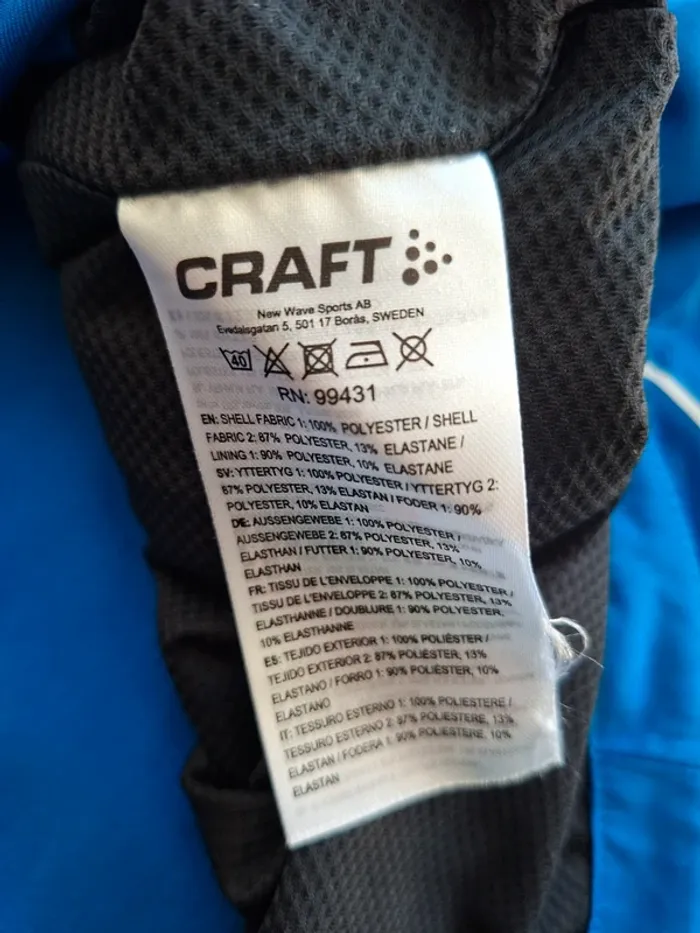 CRAFT
New Wave Sports AB
Evedalsgatan 5, 501 17 Borås, SWEDEN
40
RN: 99431
EN: SHELL FABRIC 1: 100% POLYESTER / SHELL
FABRIC 2: 87% POLYESTER, 13% ELASTANE /
LINING 1: 90% POLYESTER, 10% ELASTANE
SV: YTTERTYG 1: 100% POLYESTER / YTTERTYG 2:
87% POLYESTER, 13% ELASTAN / FODER 1: 90%
POLYESTER, 10% ELASTAN
DE: AUSSENGEWEBE 1: 100% POLYESTER /
AUSSENGEWEBE 2: 87% POLYESTER, 13%
ELASTHAN / FUTTER 1: 90% POLYESTER, 10%
ELASTHAN
FR: TISSU DE L'ENVELOPPE 1: 100% POLYESTER /
TISSU DE L'ENVELOPPE 2: 87% POLYESTER, 13%
ELASTHANNE / DOUBLURE 1: 90% POLYESTER,
10% ELASTHANNE
ES: TEJIDO EXTERIOR 1: 100% POLIÉSTER /
TEJIDO EXTERIOR 2: 87% POLIÉSTER, 13%
ELASTANO / FORRO 1: 90% POLIÉSTER, 10%
ELASTANO
IT: TESSURO ESTERNO 1: 100% POLIESTERE /
TESSURO ESTERNO 2: 87% POLIESTERE, 13%
ELASTAN / FODERA 1: 90% POLIESTERE, 10%
ELASTAN